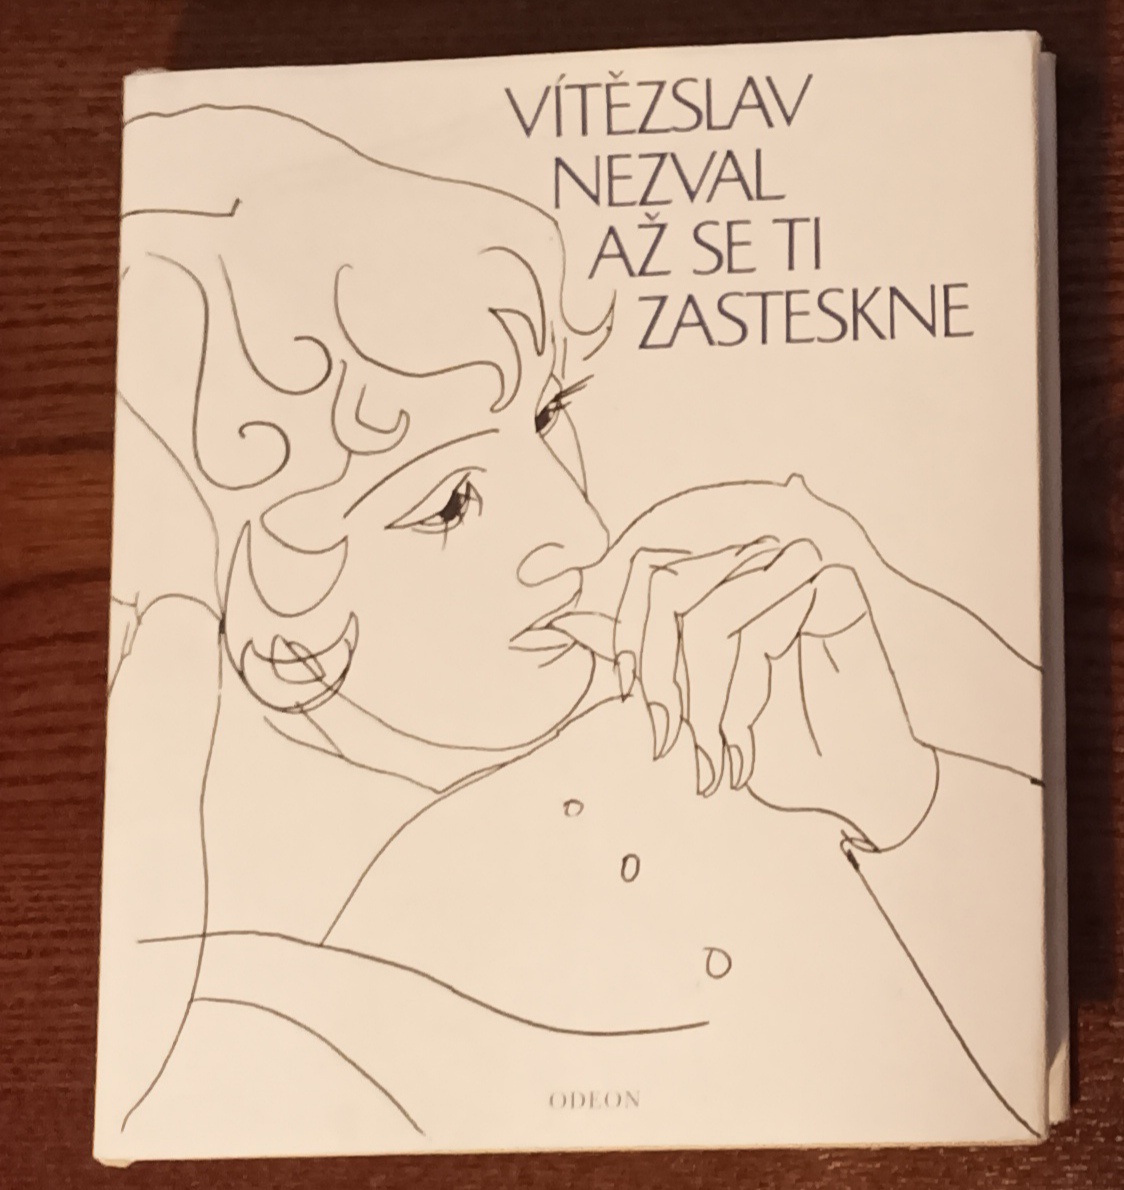 VÍTĚZSLAV
NEZVAL
AŽ SE TI
ZASTESKNE
ODEON